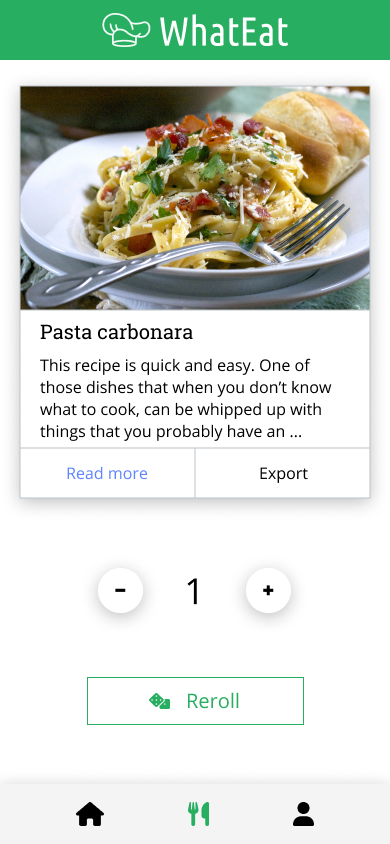 WhatEat
Pasta carbonara
This recipe is quick and easy. One of
those dishes that when you don’t know
what to cook, can be whipped up with
things that you probably have an ...
Read more
Export
- 1 +
Reroll